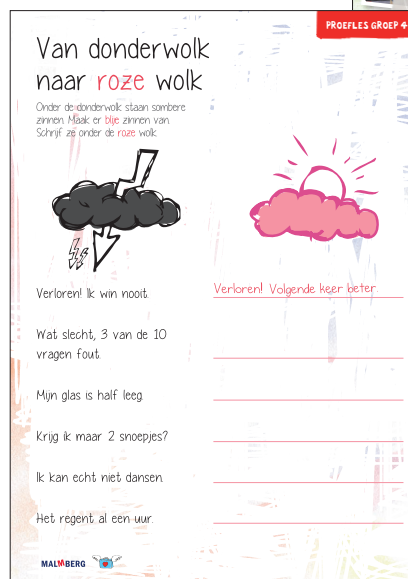 PROEFLES GROEP 4
Van donderwolk
naar roze wolk
Onder de donderwolk staan sombere
zinnen. Maak er blije zinnen van.
Schrijf ze onder de roze wolk.
Verloren! Ik win nooit.
Verloren! Volgende keer beter.
Wat slecht, 3 van de 10
vragen fout.
Mijn glas is half leeg.
Krijg ik maar 2 snoepjes?
Ik kan echt niet dansen.
Het regent al een uur.
MALMBERG